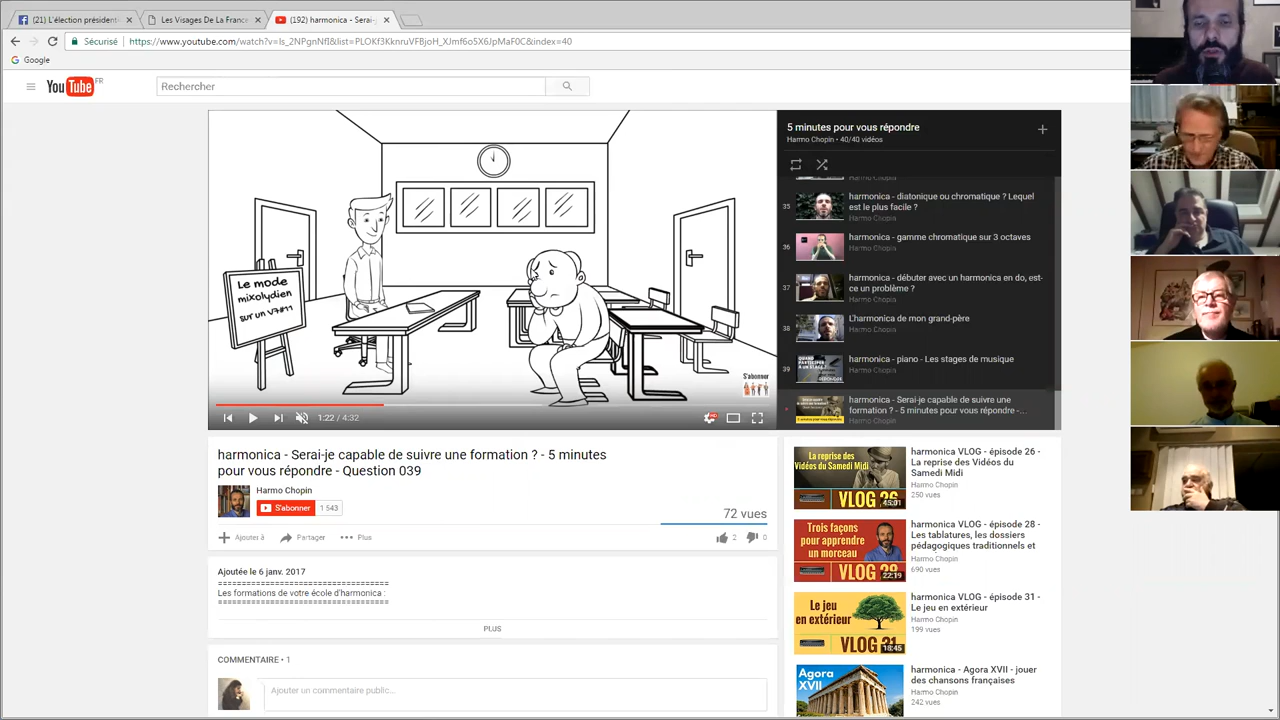 (21) L'élection présidenti
Les Visages De La France
(192) harmonica - Serai-je
Sécurisé
https://www.youtube.com/watch?v=Is_2NPgnNfI&list=PLOKf3KknruVFBjoH_XJmf6o5X6JpMaF0C&index=40
Google
YouTube FR
Rechercher
Le mode
mixolydien
sur un V7#11
S'abonner
1:22 / 4:32
HD
5 minutes pour vous répondre
Harmo Chopin • 40/40 vidéos
Harmo Chopin
35
harmonica - diatonique ou chromatique ? Lequel
est le plus facile ?
Harmo Chopin
36
harmonica - gamme chromatique sur 3 octaves
Harmo Chopin
37
harmonica - débuter avec un harmonica en do, est-
ce un problème ?
Harmo Chopin
38
L'harmonica de mon grand-père
Harmo Chopin
39
harmonica - piano - Les stages de musique
Harmo Chopin
harmonica - Serai-je capable de suivre une
formation ? - 5 minutes pour vous répondre -...
harmonica - Serai-je capable de suivre une formation ? - 5 minutes
pour vous répondre - Question 039
Harmo Chopin
S'abonner 1 543
72 vues
Ajouter à
Partager
Plus
2
0
Ajoutée le 6 janv. 2017
==================================
Les formations de votre école d'harmonica :
==================================
PLUS
COMMENTAIRE • 1
Ajouter un commentaire public...
La reprise des
Vidéos du Samedi Midi
VLOG 26
45:01
harmonica VLOG - épisode 26 -
La reprise des Vidéos du
Samedi Midi
Harmo Chopin
250 vues
Trois façons
pour apprendre
un morceau
VLOG 28
22:19
harmonica VLOG - épisode 28 -
Les tablatures, les dossiers
pédagogiques traditionnels et
Harmo Chopin
690 vues
Le jeu
en extérieur
VLOG 31
18:45
harmonica VLOG - épisode 31 -
Le jeu en extérieur
Harmo Chopin
199 vues
Agora
XVII
harmonica - Agora XVII - jouer
des chansons françaises
Harmo Chopin
242 vues